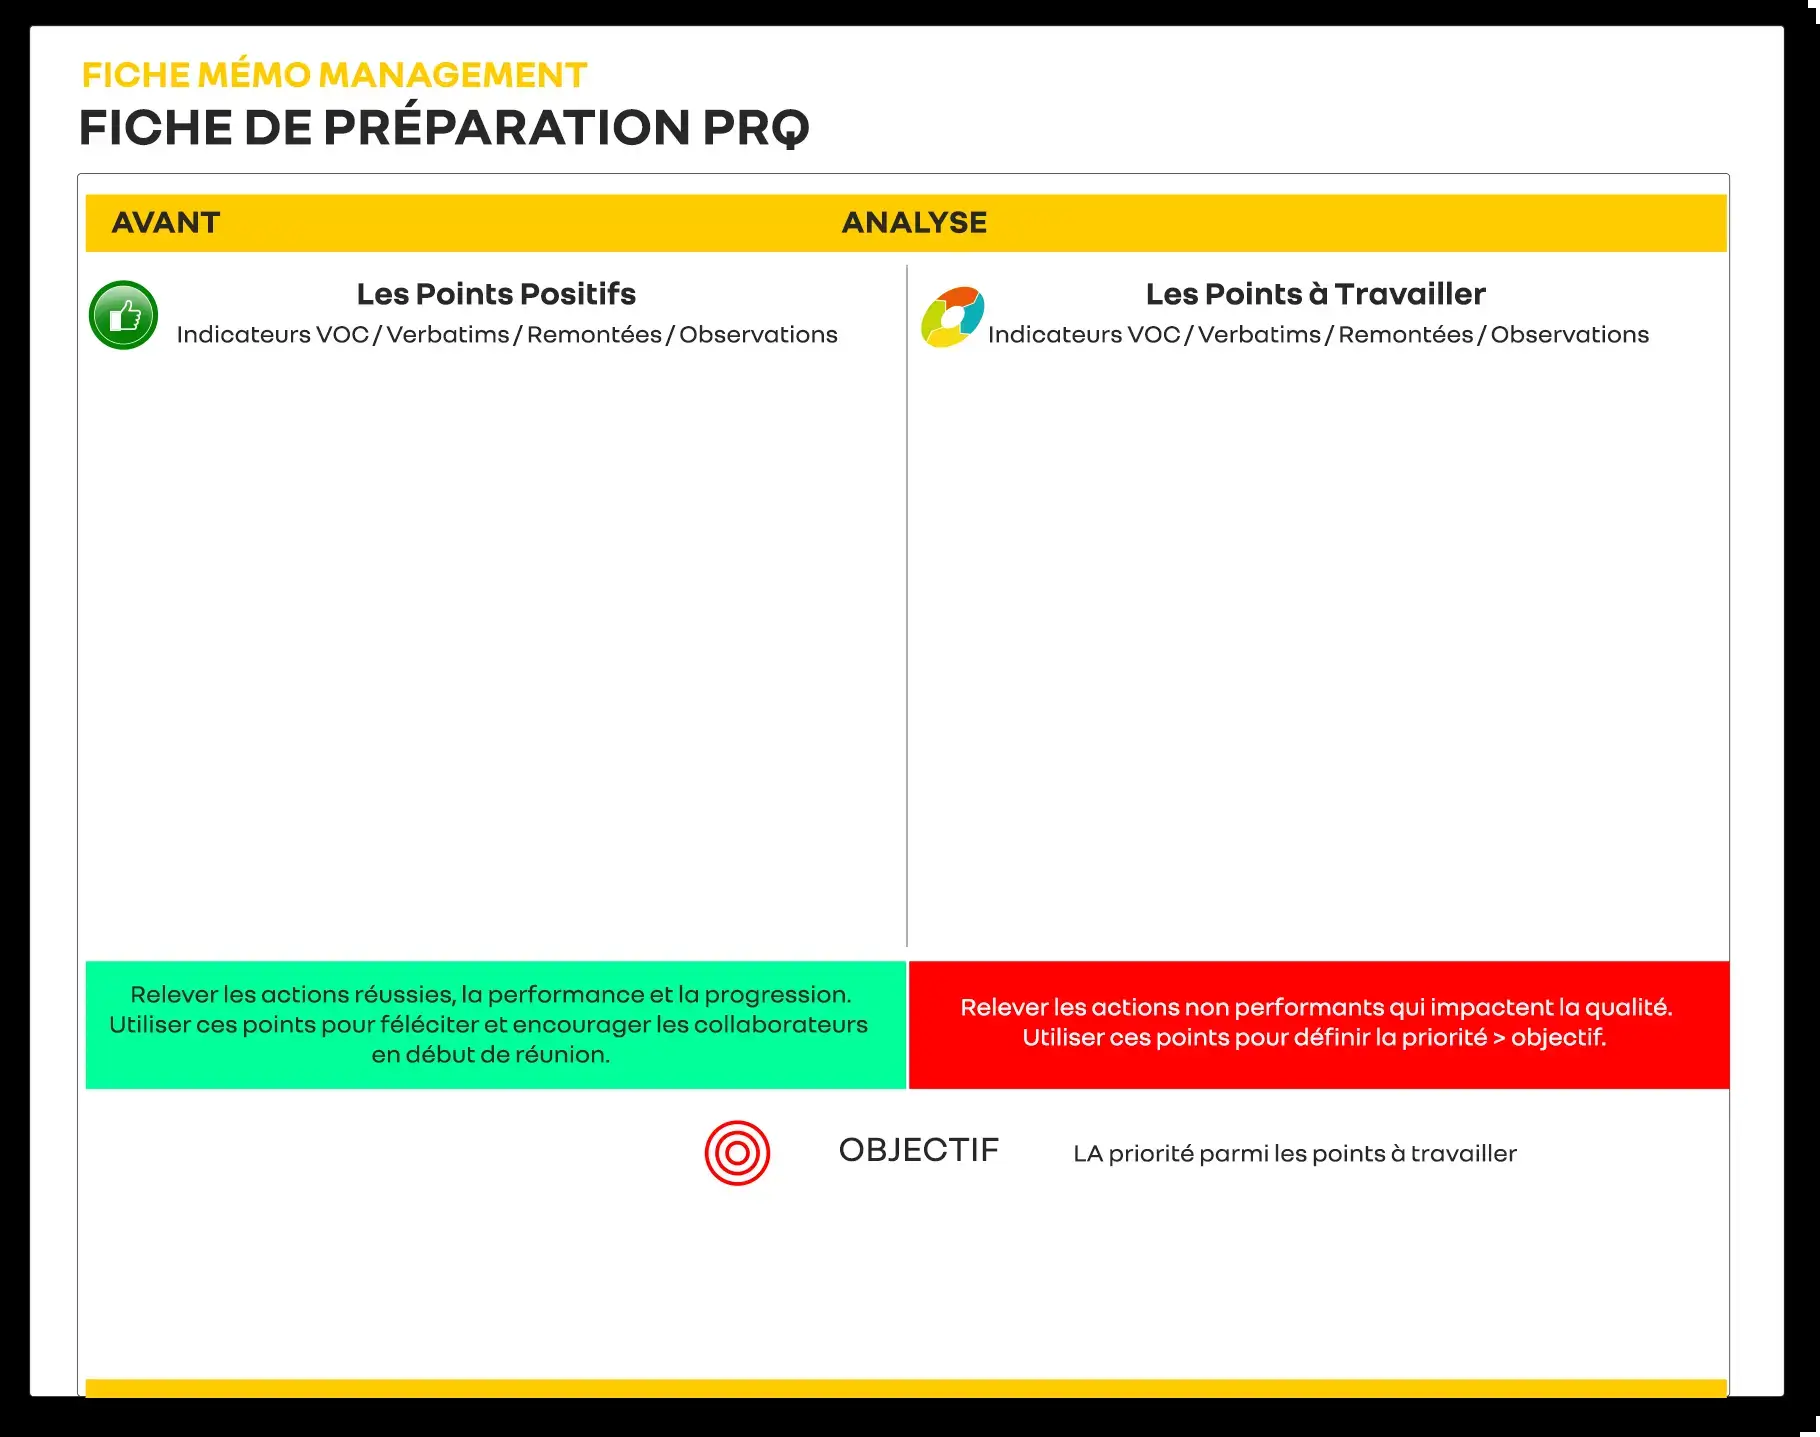 FICHE MÉMO MANAGEMENT
FICHE DE PRÉPARATION PRQ
AVANT
ANALYSE
Les Points Positifs
Indicateurs VOC / Verbatims / Remontées / Observations
Les Points à Travailler
Indicateurs VOC / Verbatims / Remontées / Observations
Relever les actions réussies, la performance et la progression.
Utiliser ces points pour féléciter et encourager les collaborateurs
en début de réunion.
Relever les actions non performants qui impactent la qualité.
Utiliser ces points pour définir la priorité > objectif.
OBJECTIF
LA priorité parmi les points à travailler